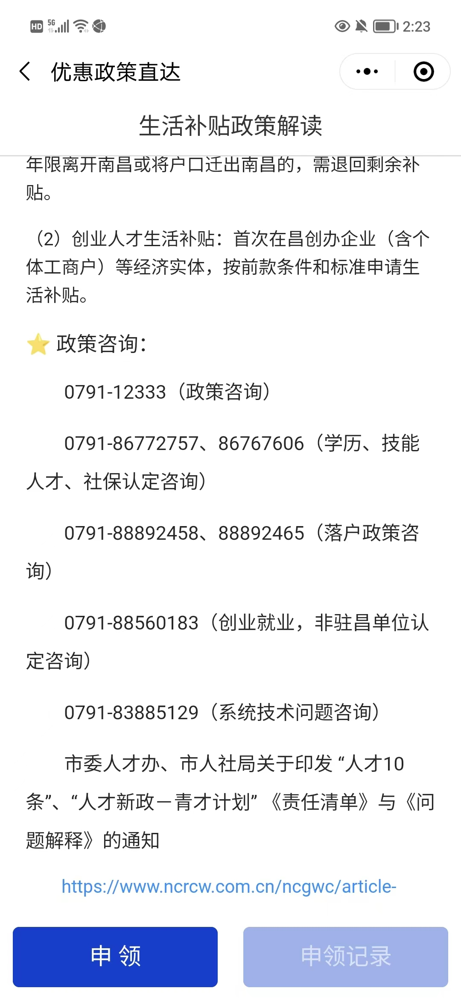 HD 5G 2:23
优惠政策直达
生活补贴政策解读
年限离开南昌或将户口迁出南昌的，需退回剩余补
贴。
（2）创业人才生活补贴：首次在昌创办企业（含个
体工商户）等经济实体，按前款条件和标准申请生
活补贴。
⭐ 政策咨询：
0791-12333（政策咨询）
0791-86772757、86767606（学历、技能
人才、社保认定咨询）
0791-88892458、88892465（落户政策咨
询）
0791-88560183（创业就业，非驻昌单位认
定咨询）
0791-83885129（系统技术问题咨询）
市委人才办、市人社局关于印发 “人才10
条”、“人才新政－青才计划” 《责任清单》与《问
题解释》的通知
https://www.ncrcw.com.cn/ncgwc/article-
申 领
申领记录